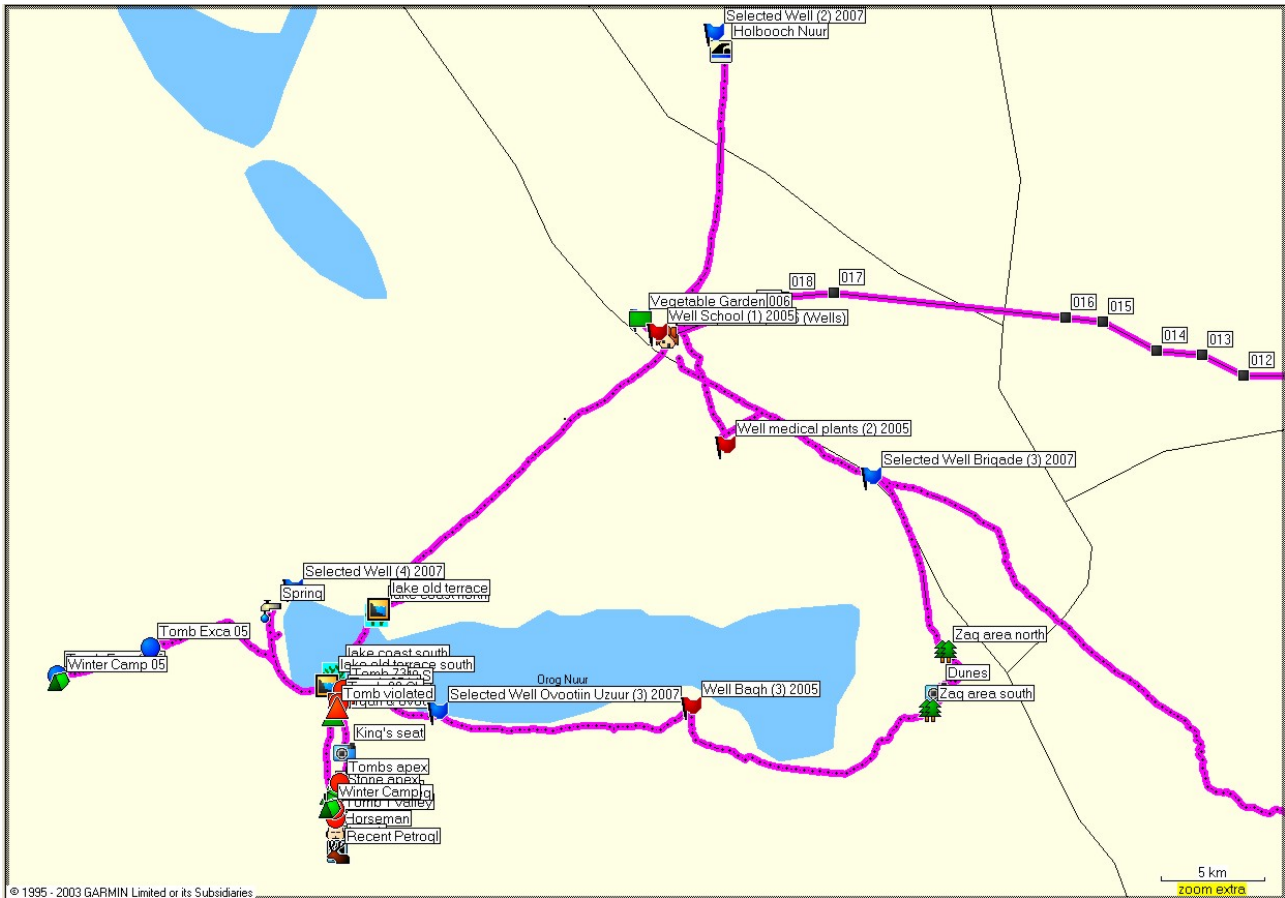 Selected Well (2) 2007
Holbooch Nuur
018
017
Vegetable Garden
006
Well School (1) 2005
(Wells)
016
015
014
013
012
Well medical plants (2) 2005
Selected Well Brigade (3) 2007
Selected Well (4) 2007
lake old terrace
Spring
Tomb Exca 05
Zaq area north
Winter Camp 05
lake coast south
lake old terrace south
Dunes
Orog Nuur
Tomb violated
Selected Well Ovootiin Uzuur (3) 2007
Well Bagh (3) 2005
Zaq area south
King's seat
Tombs apex
Stone apex
Winter Camp
Tomb 1 Valley
Horseman
Recent Petrogl
5 km
zoom extra
© 1995 - 2003 GARMIN Limited or its Subsidiaries